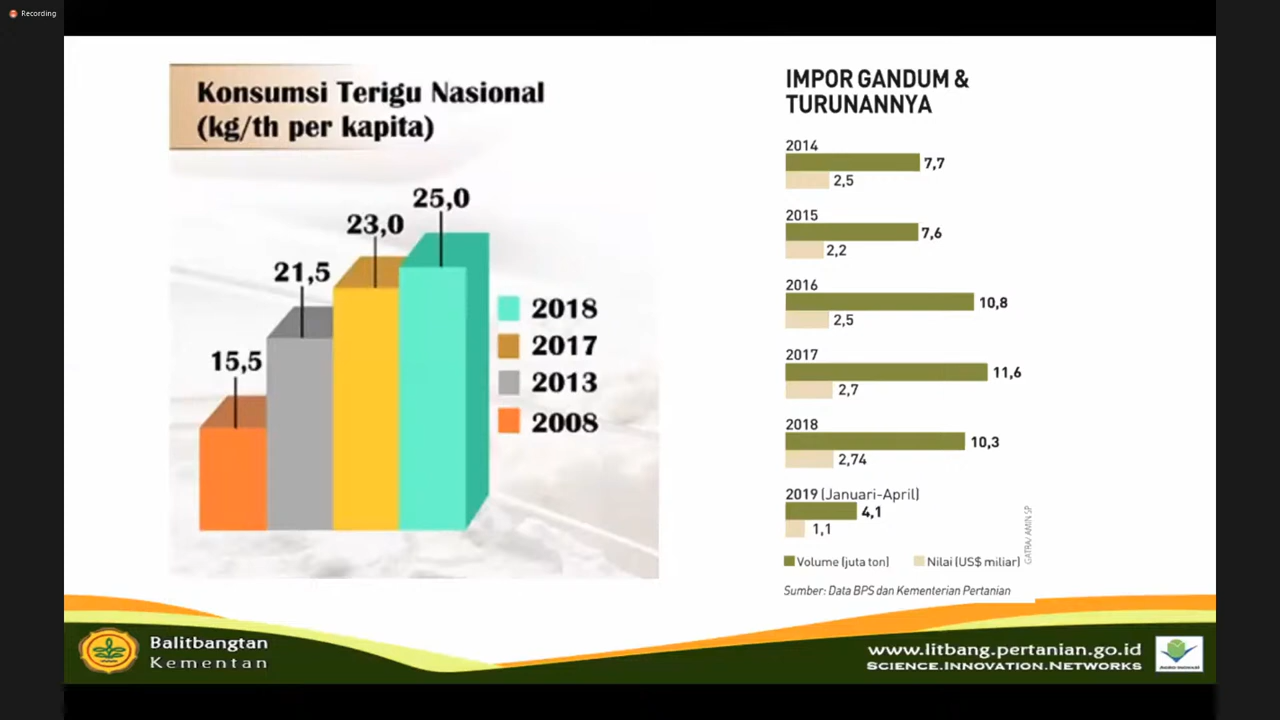 Recording
Konsumsi Terigu Nasional
(kg/th per kapita)
25,0
23,0
21,5
15,5
2018
2017
2013
2008
IMPOR GANDUM &
TURUNANNYA
2014
7,7
2,5
2015
7,6
2,2
2016
10,8
2,5
2017
11,6
2,7
2018
10,3
2,74
2019 (Januari-April)
4,1
1,1
Volume (juta ton) Nilai (US$ miliar)
GATRA/ AMIN SP
Sumber: Data BPS dan Kementerian Pertanian
Balitbangtan
Kementan
www.litbang.pertanian.go.id
SCIENCE.INNOVATION.NETWORKS